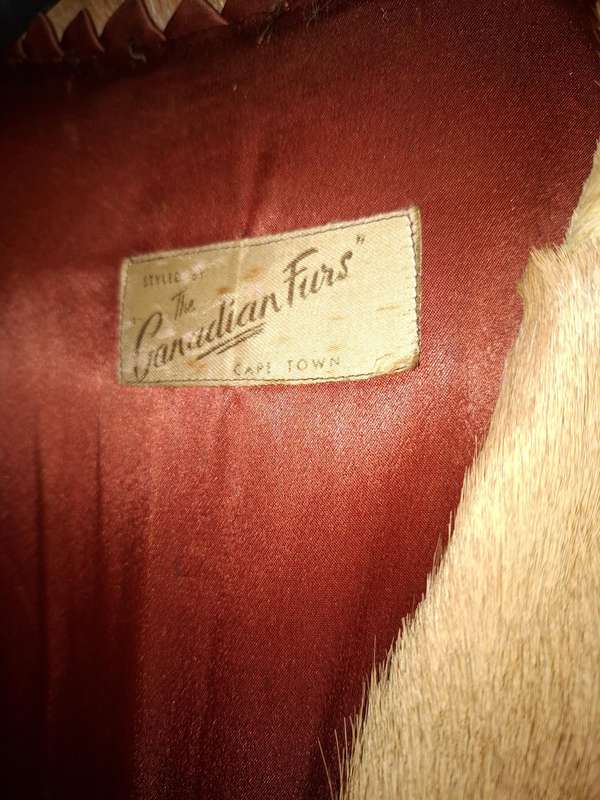 STYLED BY
The
"Canadian Furs"
CAPE TOWN